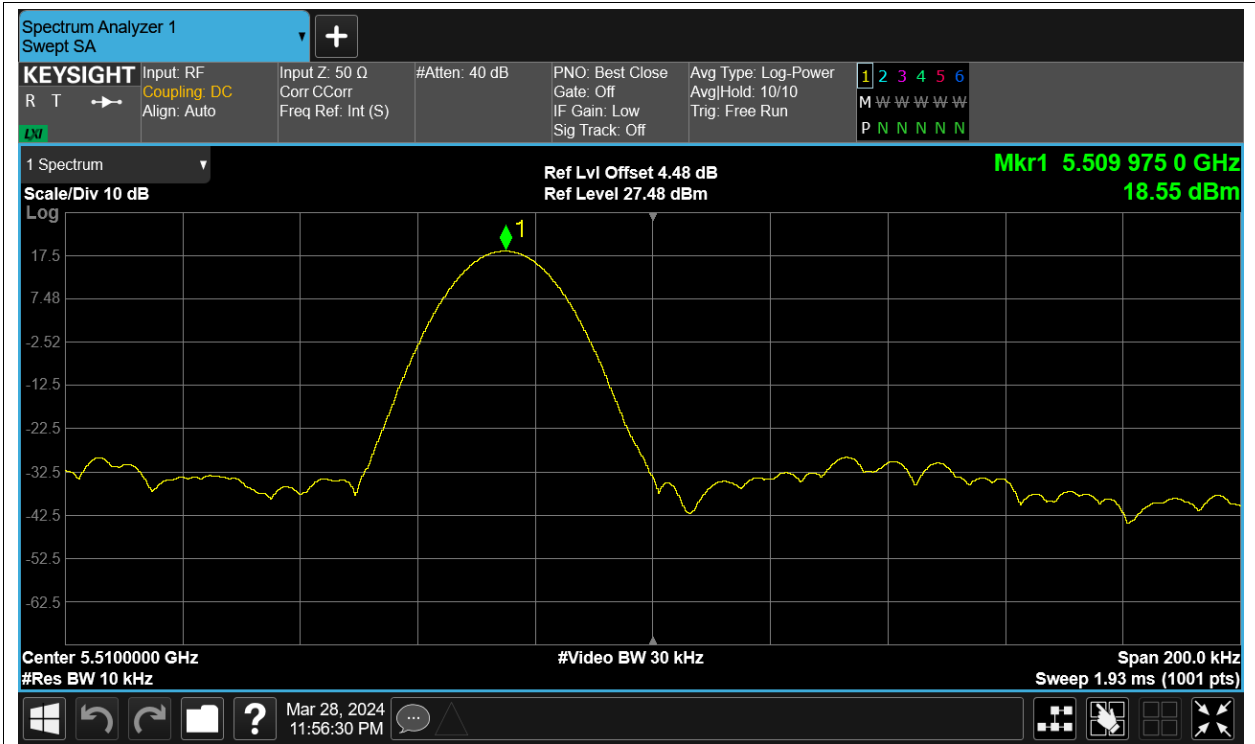 Spectrum Analyzer 1
Swept SA
KEYSIGHT
R T
LXI
Input: RF
Coupling: DC
Align: Auto
Input Z: 50 Ω
Corr CCorr
Freq Ref: Int (S)
#Atten: 40 dB
PNO: Best Close
Gate: Off
IF Gain: Low
Sig Track: Off
Avg Type: Log-Power
Avg|Hold: 10/10
Trig: Free Run
1 2 3 4 5 6
M W W W W W
P N N N N N
1 Spectrum
Scale/Div 10 dB
Log
Ref Lvl Offset 4.48 dB
Ref Level 27.48 dBm
Mkr1 5.509 975 0 GHz
18.55 dBm
1
17.5
7.48
-2.52
-12.5
-22.5
-32.5
-42.5
-52.5
-62.5
Center 5.5100000 GHz
#Res BW 10 kHz
#Video BW 30 kHz
Span 200.0 kHz
Sweep 1.93 ms (1001 pts)
?
Mar 28, 2024
11:56:30 PM